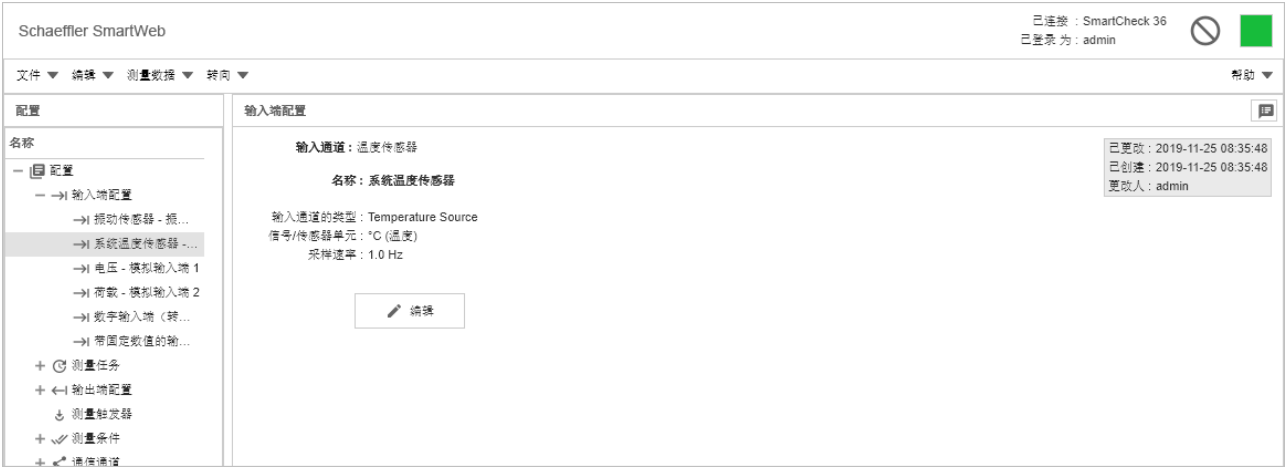 Schaeffler SmartWeb
已连接 : SmartCheck 36
已登录 为 : admin
文件 编辑 测量数据 转向 帮助
配置
名称
配置
输入端配置
振动传感器 - 振...
系统温度传感器 -...
电压 - 模拟输入端 1
荷载 - 模拟输入端 2
数字输入端（转...
带固定数值的输...
测量任务
输出端配置
测量触发器
测量条件
通信通道
输入端配置
输入通道 : 温度传感器
名称 : 系统温度传感器
输入通道的类型 : Temperature Source
信号/传感器单元 : °C (温度)
采样速率 : 1.0 Hz
编辑
已更改 : 2019-11-25 08:35:48
已创建 : 2019-11-25 08:35:48
更改人 : admin